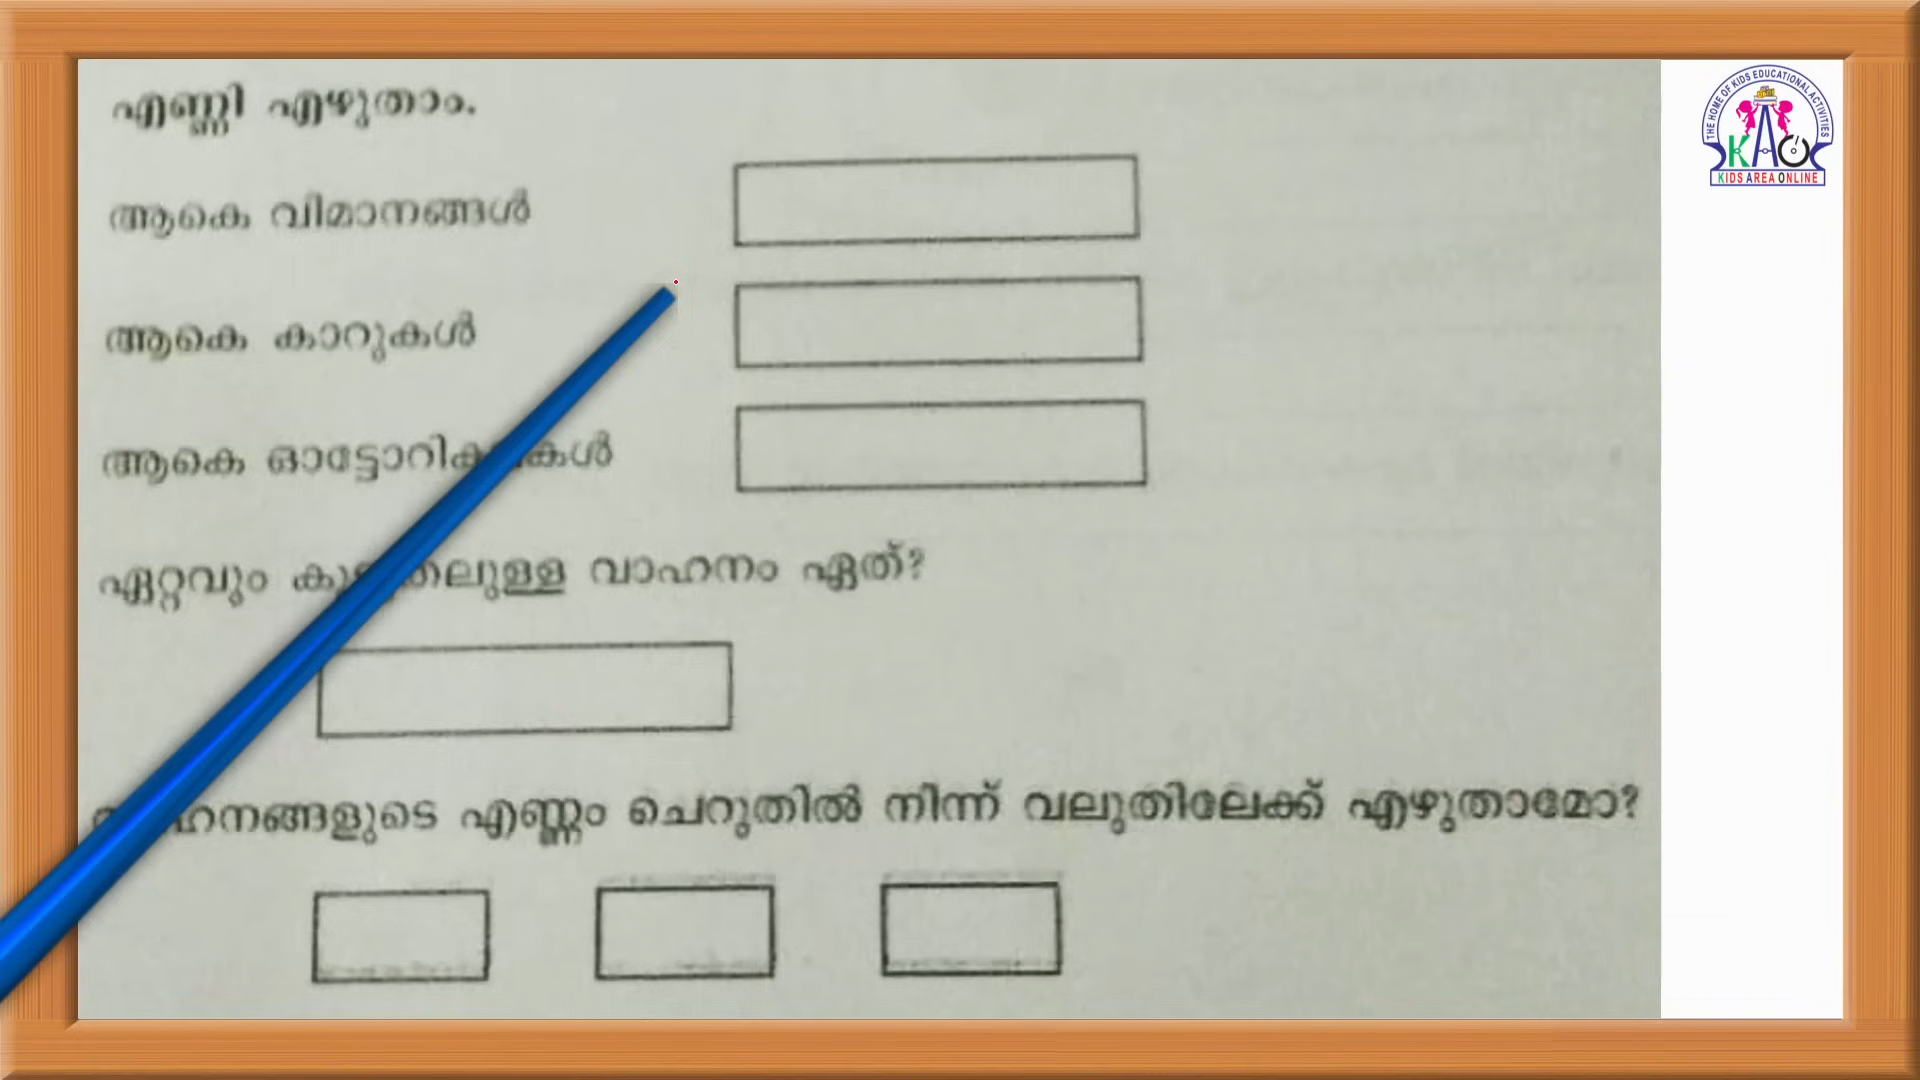 എണ്ണി എഴുതാം.
ആകെ വിമാനങ്ങൾ
ആകെ കാറുകൾ
ആകെ
ഏറ്റവും വാഹനം ഏത്?
എണ്ണം ചെറുതിൽ നിന്ന് വലുതിലേക്ക് എഴുതാമോ?
THE HOME OF KIDS EDUCATIONAL ACTIVITIES
KAO
KIDS AREA ONLINE